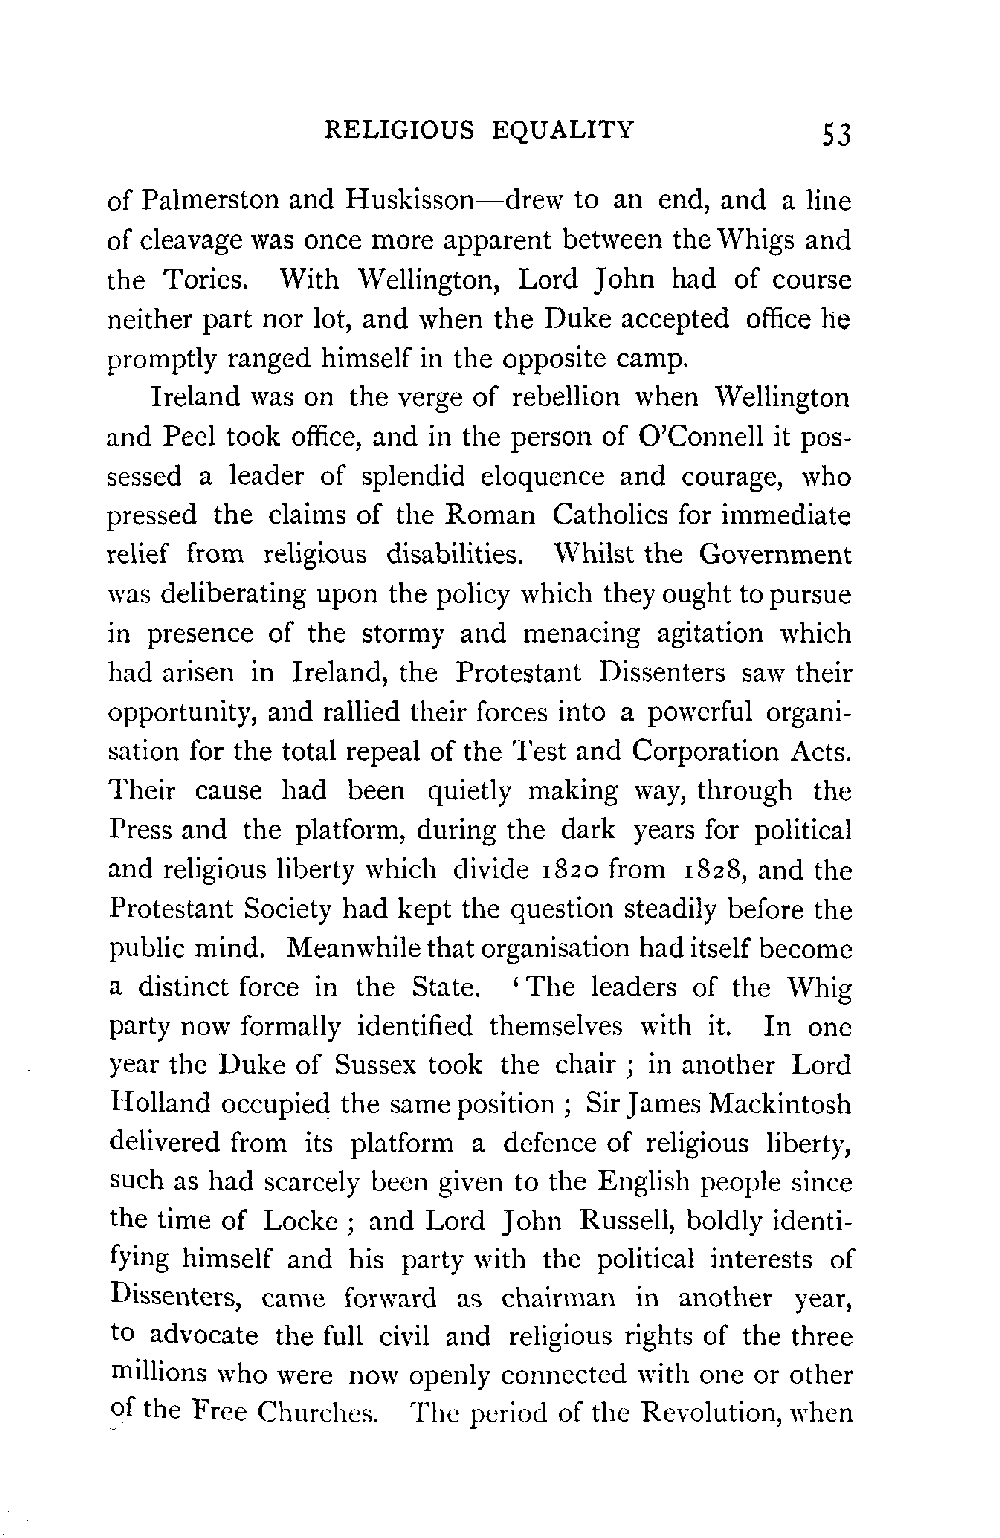 RELIGIOUS EQUALITY 53
of Palmerston and Huskisson—drew to an end, and a line
of cleavage was once more apparent between the Whigs and
the Tories. With Wellington, Lord John had of course
neither part nor lot, and when the Duke accepted office he
promptly ranged himself in the opposite camp.
Ireland was on the verge of rebellion when Wellington
and Peel took office, and in the person of O'Connell it pos-
sessed a leader of splendid eloquence and courage, who
pressed the claims of the Roman Catholics for immediate
relief from religious disabilities. Whilst the Government
was deliberating upon the policy which they ought to pursue
in presence of the stormy and menacing agitation which
had arisen in Ireland, the Protestant Dissenters saw their
opportunity, and rallied their forces into a powerful organi-
sation for the total repeal of the Test and Corporation Acts.
Their cause had been quietly making way, through the
Press and the platform, during the dark years for political
and religious liberty which divide 1820 from 1828, and the
Protestant Society had kept the question steadily before the
public mind. Meanwhile that organisation had itself become
a distinct force in the State. 'The leaders of the Whig
party now formally identified themselves with it. In one
year the Duke of Sussex took the chair ; in another Lord
Holland occupied the same position ; Sir James Mackintosh
delivered from its platform a defence of religious liberty,
such as had scarcely been given to the English people since
the time of Locke ; and Lord John Russell, boldly identi-
fying himself and his party with the political interests of
Dissenters, came forward as chairman in another year,
to advocate the full civil and religious rights of the three
millions who were now openly connected with one or other
of the Free Churches. The period of the Revolution, when